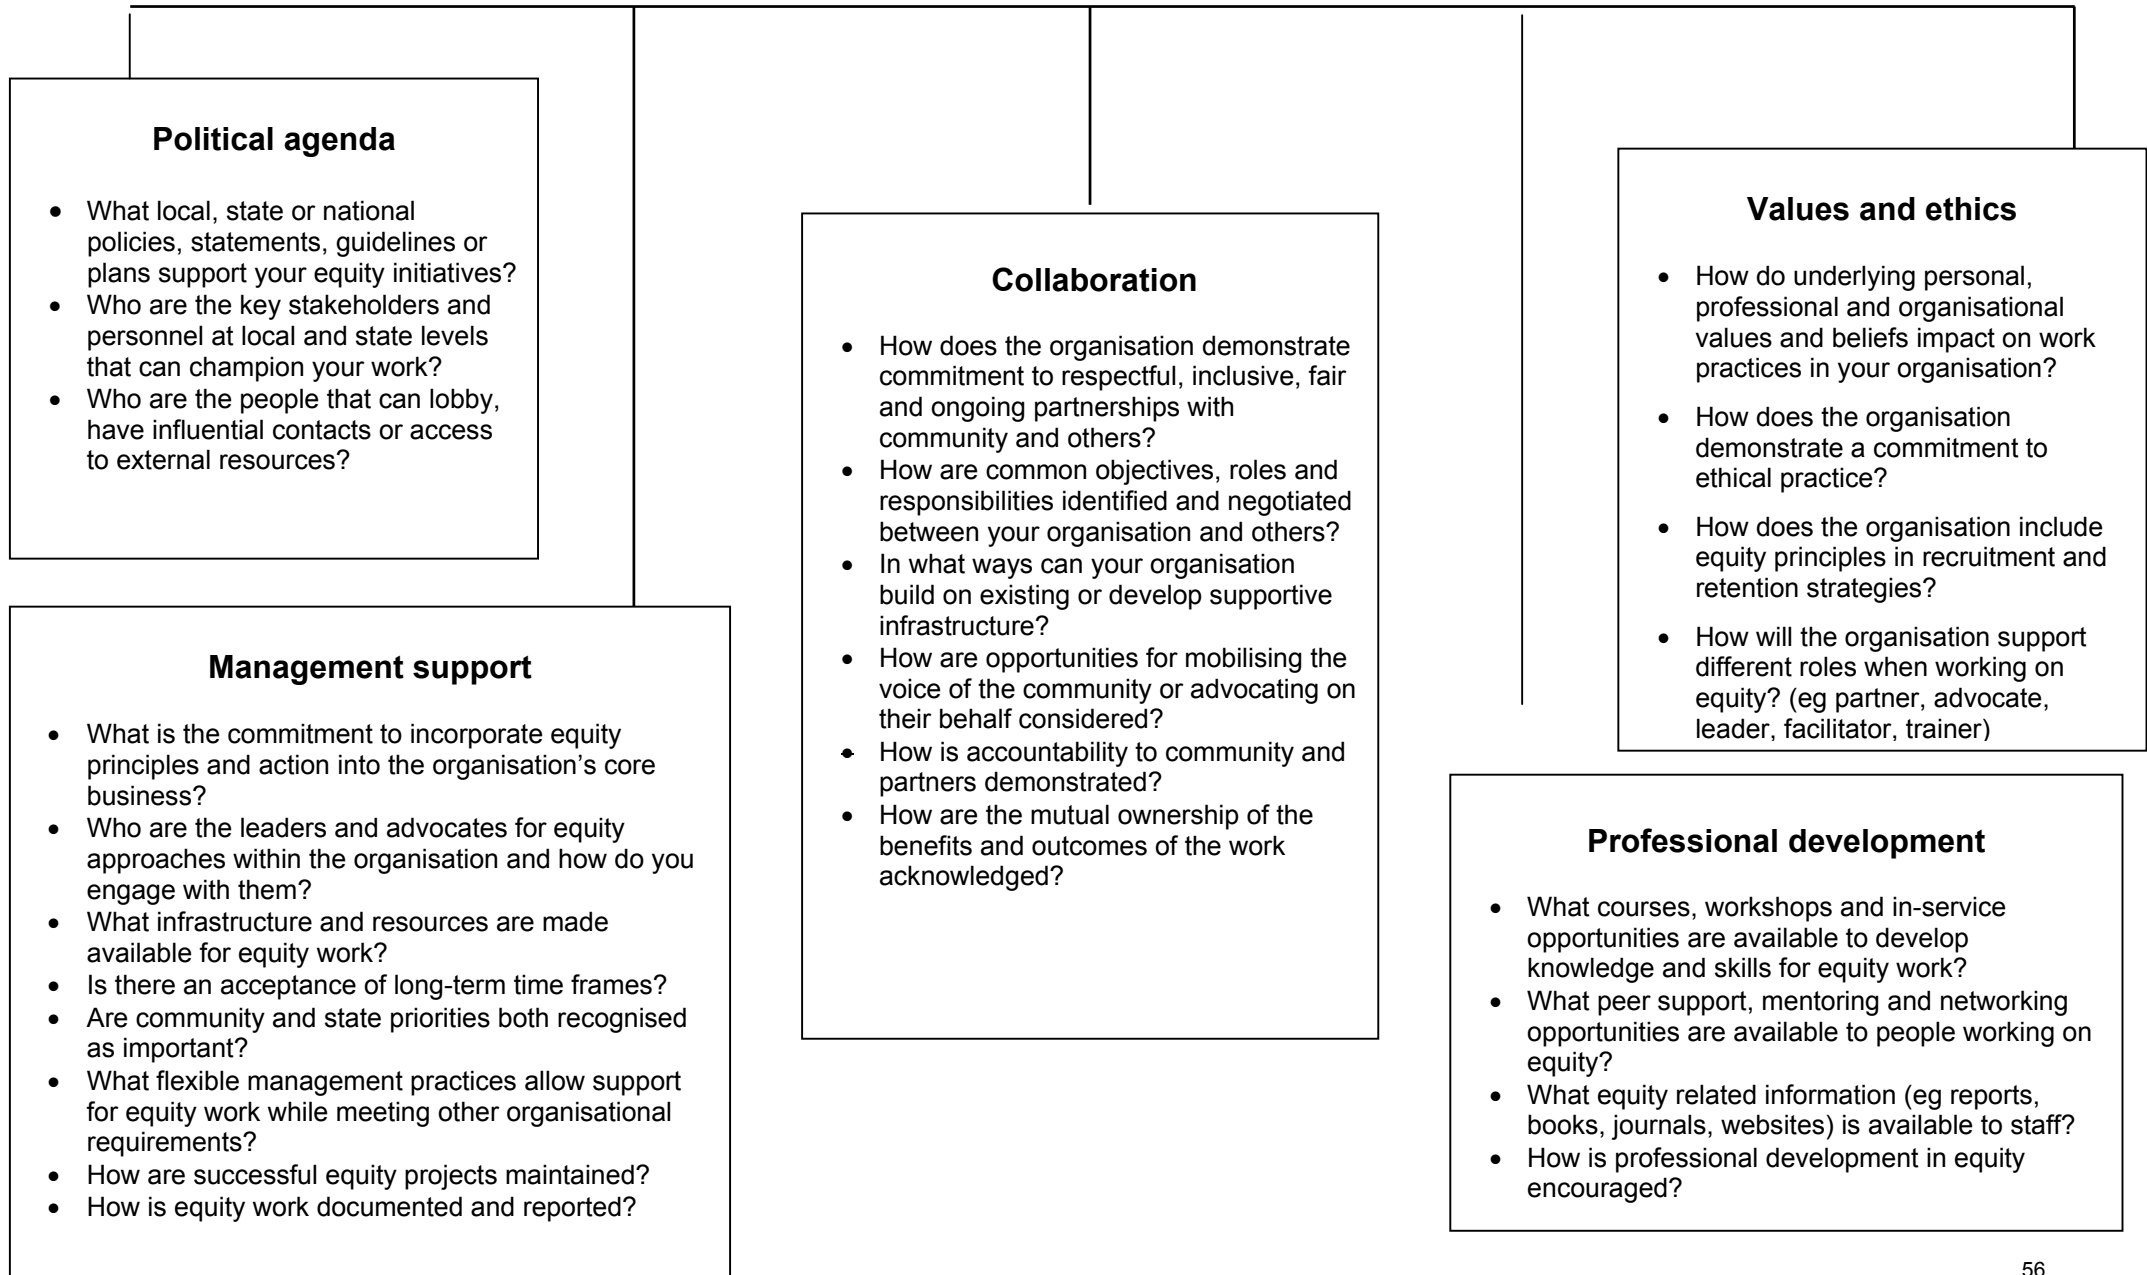 Political agenda
• What local, state or national
policies, statements, guidelines or
plans support your equity initiatives?
• Who are the key stakeholders and
personnel at local and state levels
that can champion your work?
• Who are the people that can lobby,
have influential contacts or access
to external resources?
Management support
• What is the commitment to incorporate equity
principles and action into the organisation’s core
business?
• Who are the leaders and advocates for equity
approaches within the organisation and how do you
engage with them?
• What infrastructure and resources are made
available for equity work?
• Is there an acceptance of long-term time frames?
• Are community and state priorities both recognised
as important?
• What flexible management practices allow support
for equity work while meeting other organisational
requirements?
• How are successful equity projects maintained?
• How is equity work documented and reported?
Collaboration
• How does the organisation demonstrate
commitment to respectful, inclusive, fair
and ongoing partnerships with
community and others?
• How are common objectives, roles and
responsibilities identified and negotiated
between your organisation and others?
• In what ways can your organisation
build on existing or develop supportive
infrastructure?
• How are opportunities for mobilising the
voice of the community or advocating on
their behalf considered?
• How is accountability to community and
partners demonstrated?
• How are the mutual ownership of the
benefits and outcomes of the work
acknowledged?
Values and ethics
• How do underlying personal,
professional and organisational
values and beliefs impact on work
practices in your organisation?
• How does the organisation
demonstrate a commitment to
ethical practice?
• How does the organisation include
equity principles in recruitment and
retention strategies?
• How will the organisation support
different roles when working on
equity? (eg partner, advocate,
leader, facilitator, trainer)
Professional development
• What courses, workshops and in-service
opportunities are available to develop
knowledge and skills for equity work?
• What peer support, mentoring and networking
opportunities are available to people working on
equity?
• What equity related information (eg reports,
books, journals, websites) is available to staff?
• How is professional development in equity
encouraged?
56